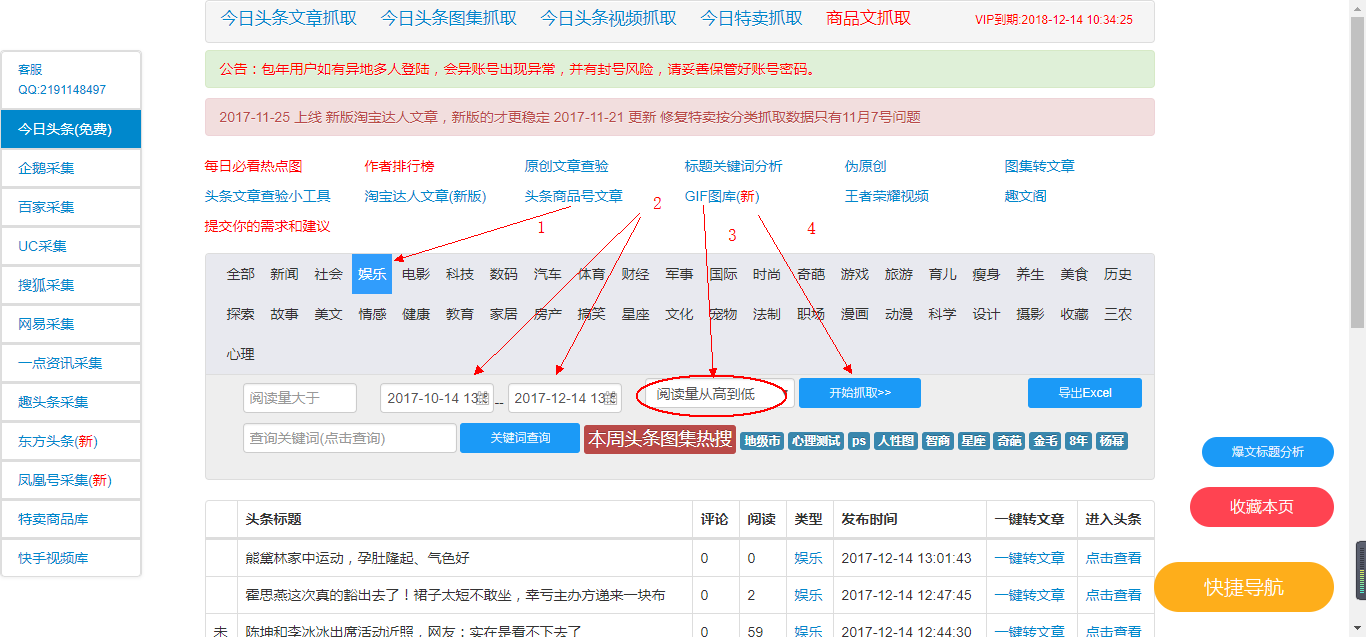 今日头条文章抓取 今日头条图集抓取 今日头条视频抓取 今日特卖抓取 商品文抓取 VIP到期:2018-12-14 10:34:25
公告：包年用户如有异地多人登陆，会异账号出现异常，并有封号风险，请妥善保管好账号密码。
2017-11-25 上线 新版淘宝达人文章，新版的才更稳定 2017-11-21 更新 修复特卖按分类抓取数据只有11月7号问题
客服
QQ:2191148497
今日头条(免费)
企鹅采集
百家采集
UC采集
搜狐采集
网易采集
一点资讯采集
趣头条采集
东方头条(新)
凤凰号采集(新)
特卖商品库
快手视频库
每日必看热点图 作者排行榜 原创文章查验 标题关键词分析 伪原创 图集转文章
头条文章查验小工具 淘宝达人文章(新版) 头条商品号文章 GIF图库(新) 王者荣耀视频 趣文阁
提交你的需求和建议
1 2 3 4
全部 新闻 社会 娱乐 电影 科技 数码 汽车 体育 财经 军事 国际 时尚 奇葩 游戏 旅游 育儿 瘦身 养生 美食 历史
探索 故事 美文 情感 健康 教育 家居 房产 搞笑 星座 文化 宠物 法制 职场 漫画 动漫 科学 设计 摄影 收藏 三农
心理
阅读量大于 2017-10-14 13 -- 2017-12-14 13 阅读量从高到低 开始抓取>> 导出Excel
查询关键词(点击查询) 关键词查询 本周头条图集热搜 地级市 心理测试 ps 人性图 智商 星座 奇葩 金毛 8年 杨幂
头条标题 评论 阅读 类型 发布时间 一键转文章 进入头条
熊黛林家中运动，孕肚隆起、气色好 0 0 娱乐 2017-12-14 13:01:43 一键转文章 点击查看
霍思燕这次真的豁出去了！裙子太短不敢坐，幸亏主办方递来一块布 0 2 娱乐 2017-12-14 12:47:45 一键转文章 点击查看
未 陈坤和李冰冰出席活动近照，网友：实在是看不下去了 0 59 娱乐 2017-12-14 12:44:30 一键转文章 点击查看
爆文标题分析
收藏本页
快捷导航